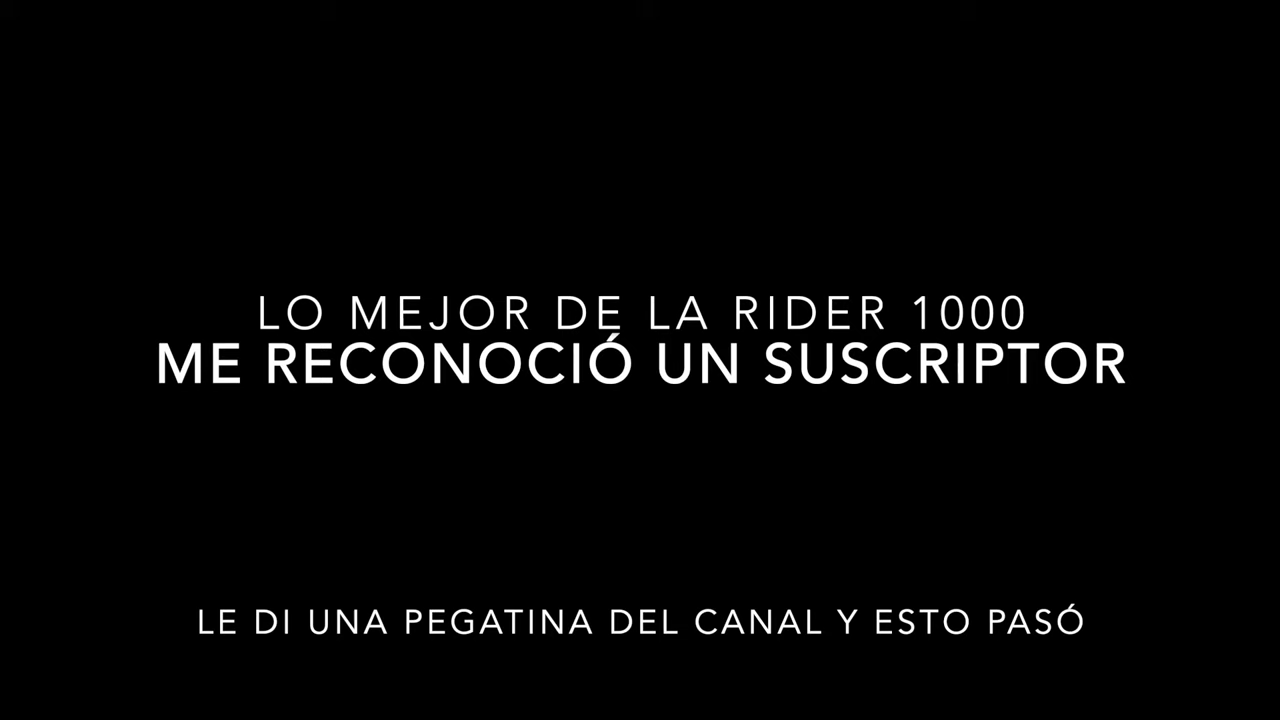 LO MEJOR DE LA RIDER 1000
ME RECONOCIÓ UN SUSCRIPTOR
LE DI UNA PEGATINA DEL CANAL Y ESTO PASÓ